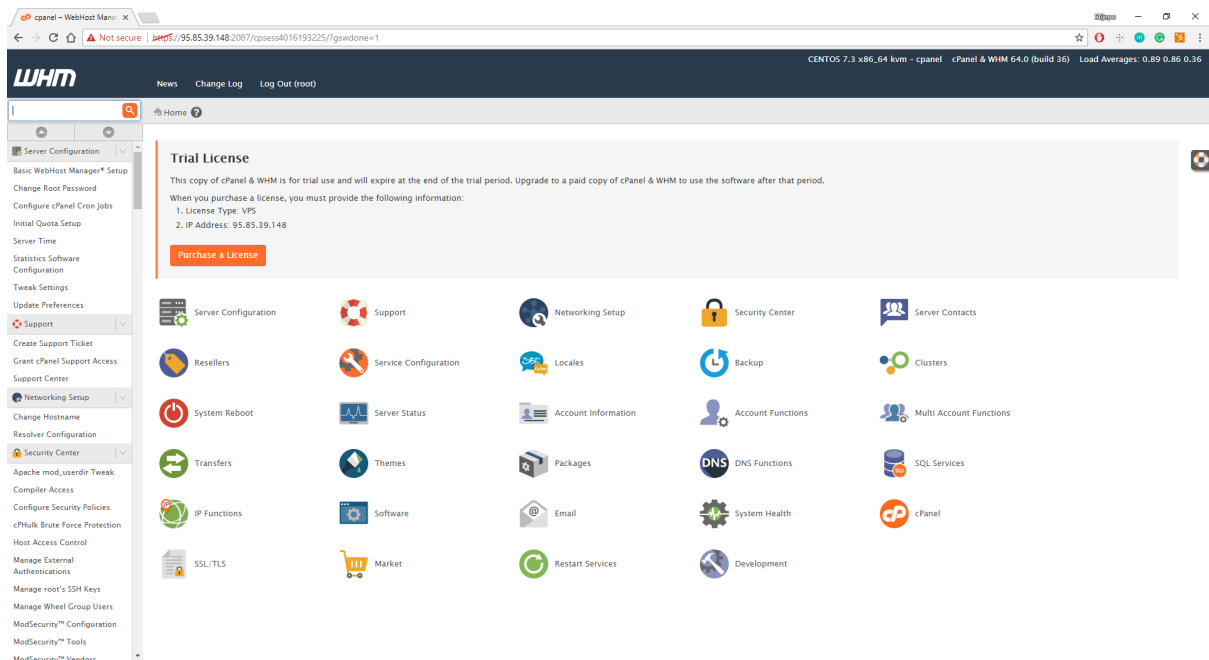 cpanel – WebHost Mana
Stjepo
Not secure | https://95.85.39.148:2087/cpsess4016193225/?gswdone=1
CENTOS 7.3 x86_64 kvm – cpanel cPanel & WHM 64.0 (build 36) Load Averages: 0.89 0.86 0.36
WHM
News Change Log Log Out (root)
Home
Server Configuration
Basic WebHost Manager® Setup
Change Root Password
Configure cPanel Cron Jobs
Initial Quota Setup
Server Time
Statistics Software
Configuration
Tweak Settings
Update Preferences
Support
Create Support Ticket
Grant cPanel Support Access
Support Center
Networking Setup
Change Hostname
Resolver Configuration
Security Center
Apache mod_userdir Tweak
Compiler Access
Configure Security Policies
cPHulk Brute Force Protection
Host Access Control
Manage External
Authentications
Manage root's SSH Keys
Manage Wheel Group Users
ModSecurity™ Configuration
ModSecurity™ Tools
ModSecurity™ Vendors
Trial License
This copy of cPanel & WHM is for trial use and will expire at the end of the trial period. Upgrade to a paid copy of cPanel & WHM to use the software after that period.
When you purchase a license, you must provide the following information:
1. License Type: VPS
2. IP Address: 95.85.39.148
Purchase a License
Server Configuration Support Networking Setup Security Center Server Contacts
Resellers Service Configuration Locales Backup Clusters
System Reboot Server Status Account Information Account Functions Multi Account Functions
Transfers Themes Packages DNS DNS Functions SQL SQL Services
IP IP Functions Software Email System Health cP cPanel
SSL/TLS Market Restart Services Development